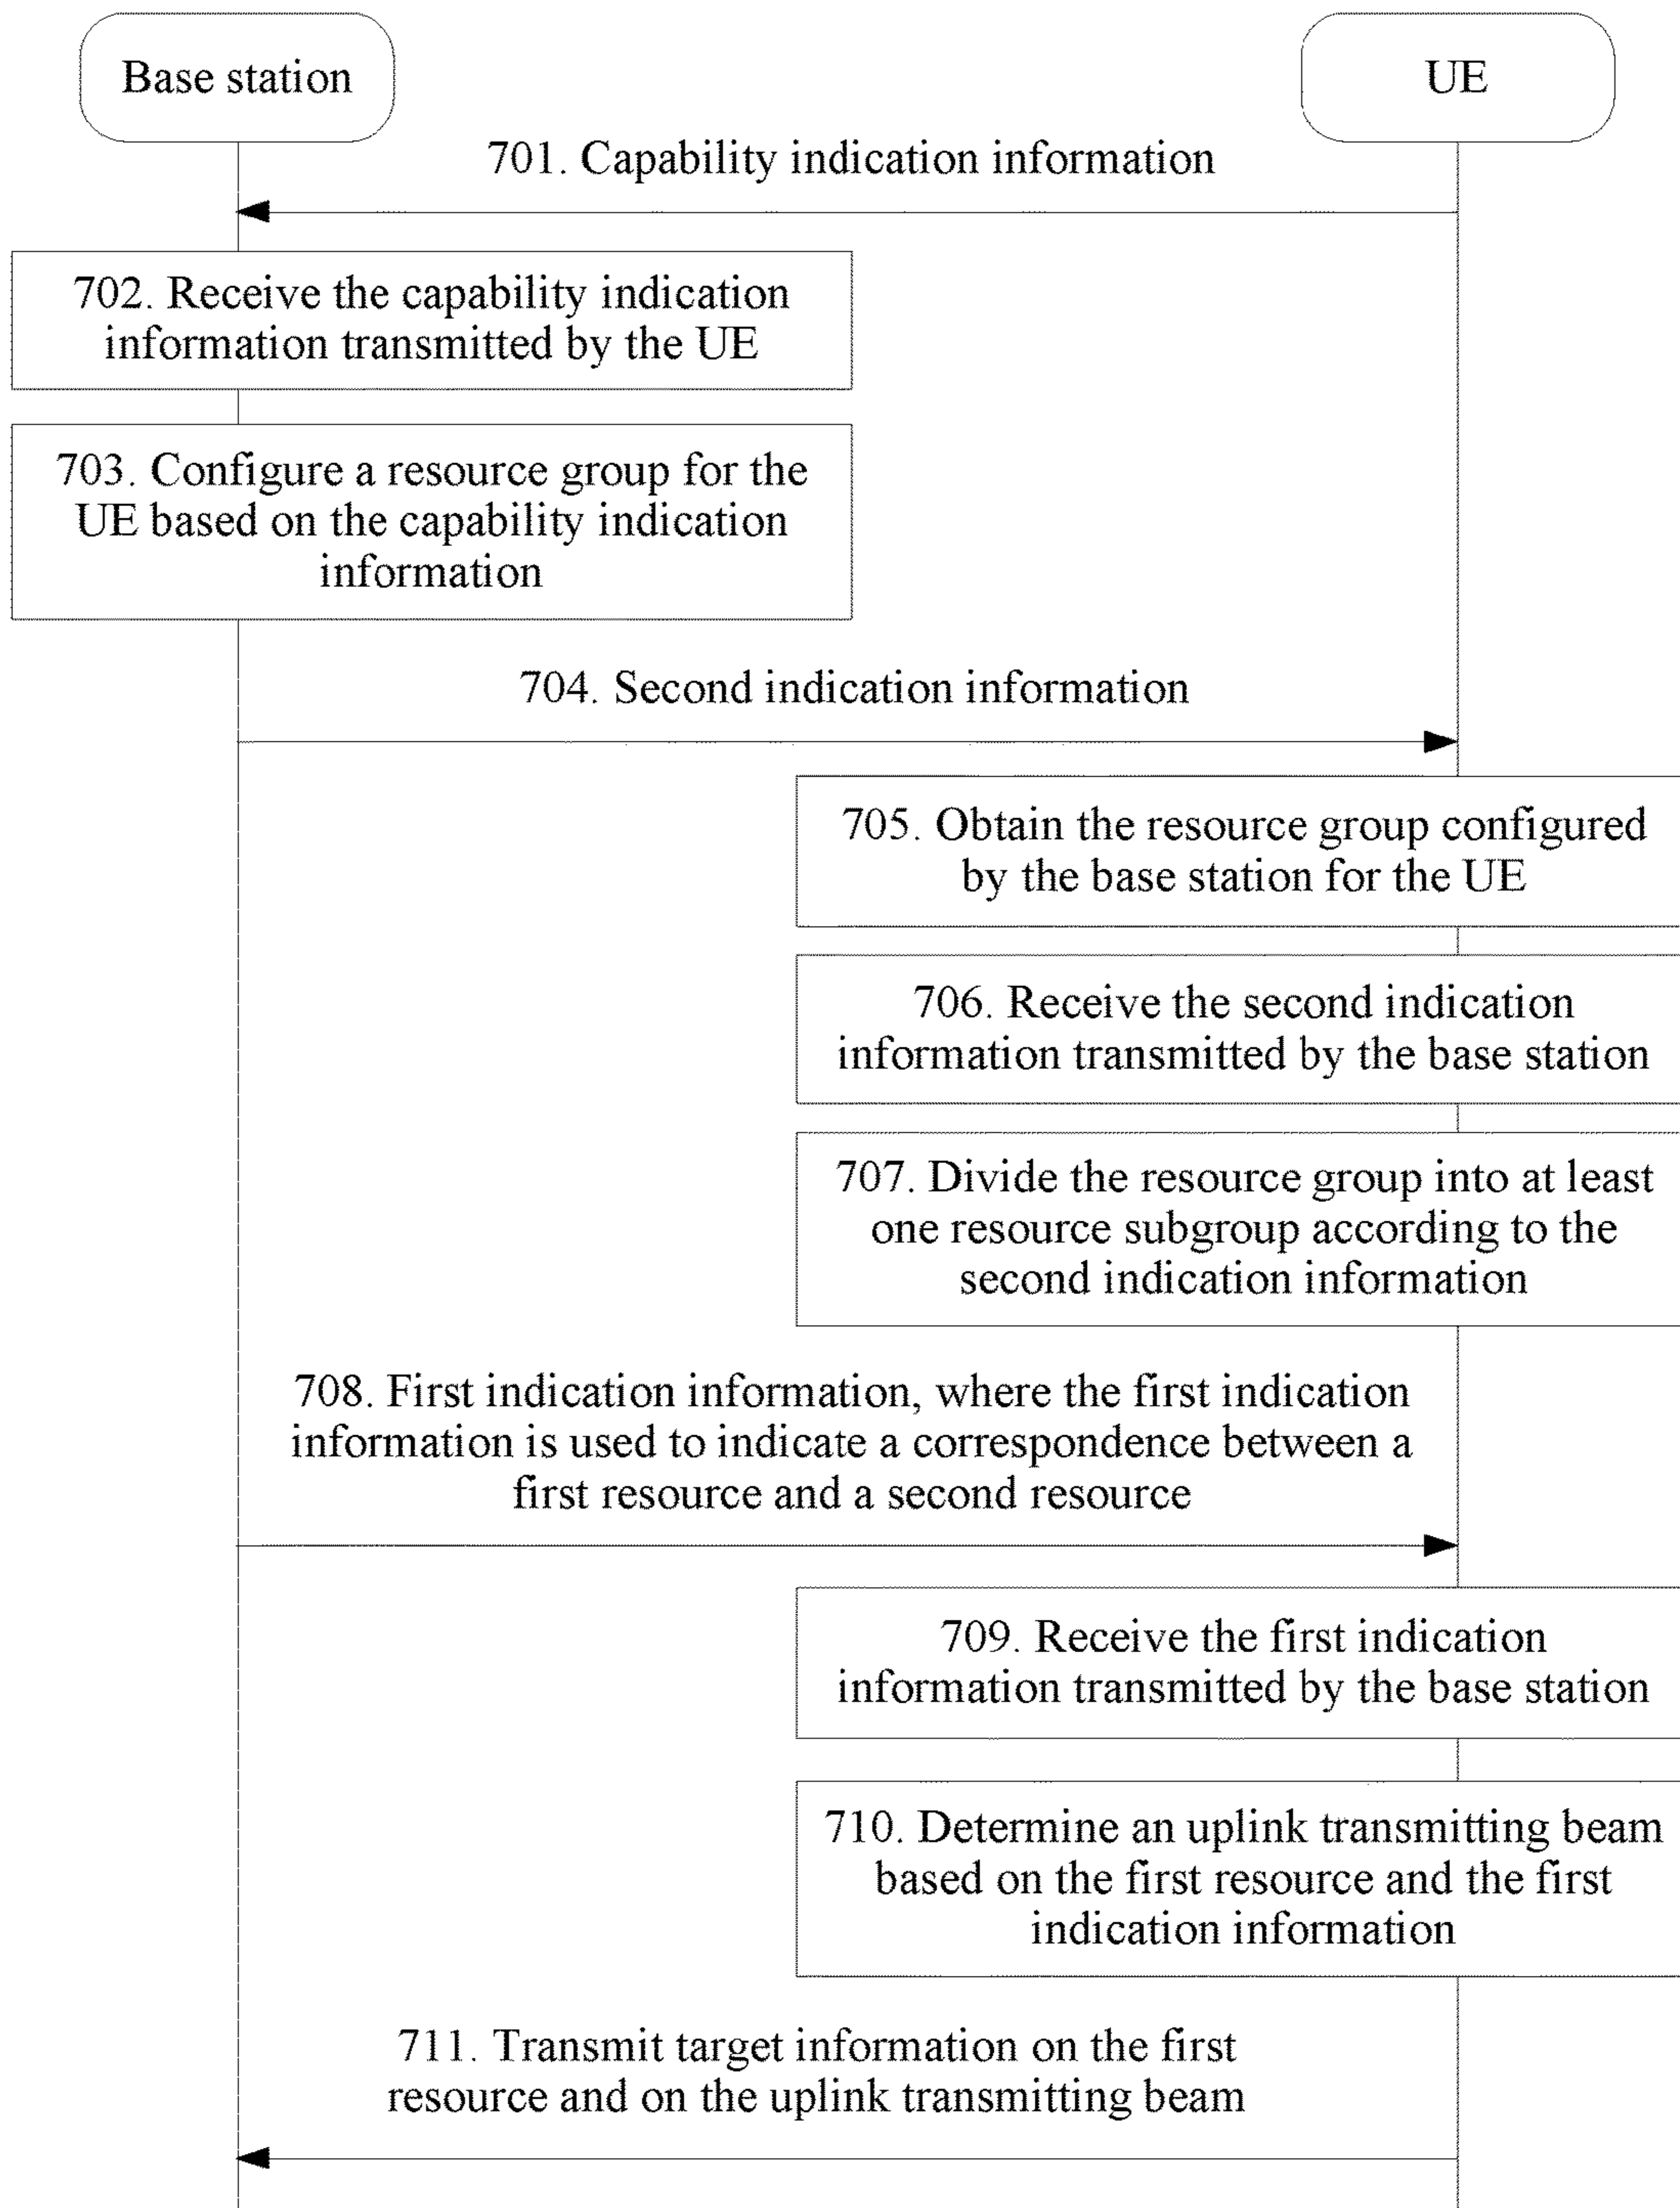 Base station
UE
701. Capability indication information
702. Receive the capability indication
information transmitted by the UE
703. Configure a resource group for the
UE based on the capability indication
information
704. Second indication information
705. Obtain the resource group configured
by the base station for the UE
706. Receive the second indication
information transmitted by the base station
707. Divide the resource group into at least
one resource subgroup according to the
second indication information
708. First indication information, where the first indication
information is used to indicate a correspondence between a
first resource and a second resource
709. Receive the first indication
information transmitted by the base station
710. Determine an uplink transmitting beam
based on the first resource and the first
indication information
711. Transmit target information on the first
resource and on the uplink transmitting beam